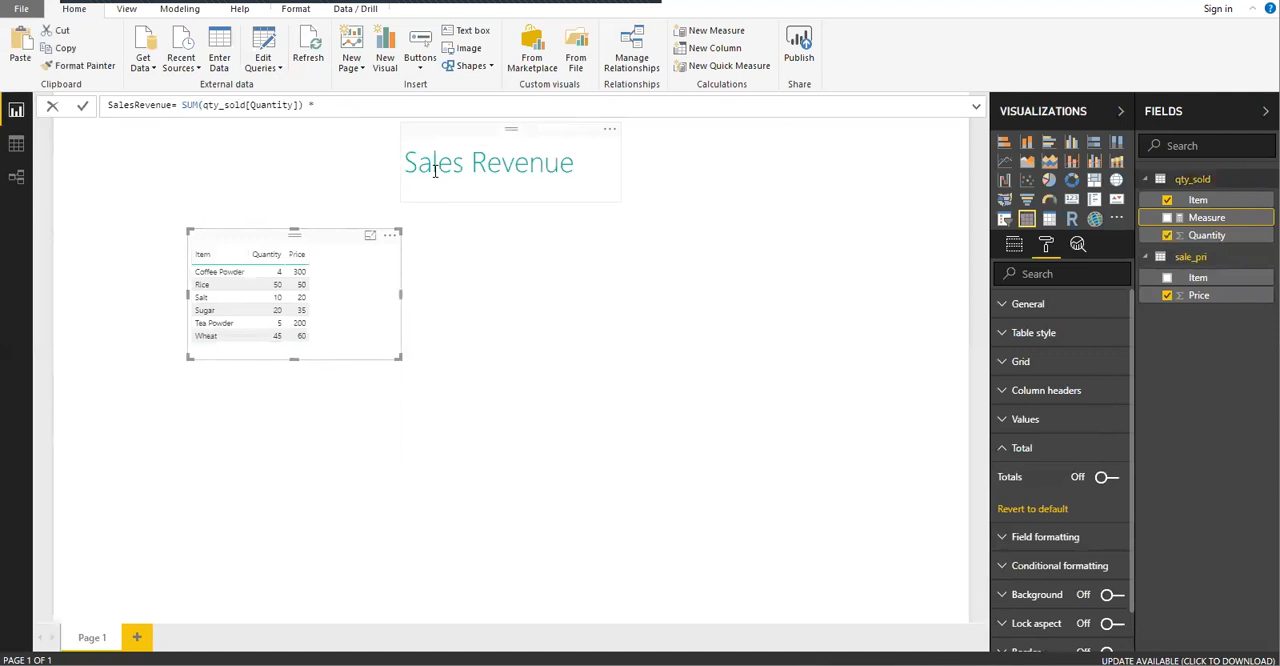 File Home View Modeling Help Format Data / Drill Sign in
Paste
Cut
Copy
Format Painter
Clipboard
Get Data
Recent Sources
Enter Data
Edit Queries
Refresh
External data
New Page
New Visual
Buttons
Text box
Image
Shapes
Insert
From Marketplace
From File
Custom visuals
Manage Relationships
Relationships
New Measure
New Column
New Quick Measure
Calculations
Publish
Share
SalesRevenue= SUM(qty_sold[Quantity]) *
Sales Revenue
Item Quantity Price
Coffee Powder 4 300
Rice 50 50
Salt 10 20
Sugar 20 35
Tea Powder 5 200
Wheat 45 60
VISUALIZATIONS
Search
General
Table style
Grid
Column headers
Values
Total
Totals Off
Revert to default
Field formatting
Conditional formatting
Background Off
Lock aspect Off
FIELDS
Search
qty_sold
Item
Measure
Quantity
sale_pri
Item
Price
Page 1
PAGE 1 OF 1
UPDATE AVAILABLE (CLICK TO DOWNLOAD)